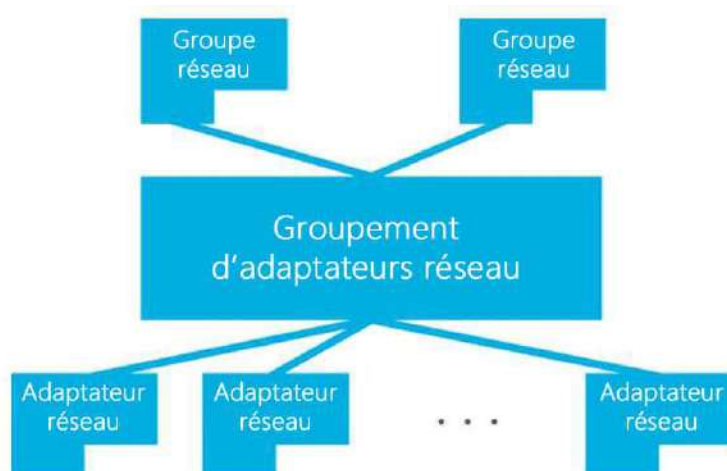 Groupe
réseau
Groupe
réseau
Groupement
d'adaptateurs réseau
Adaptateur
réseau
Adaptateur
réseau
. . .
Adaptateur
réseau